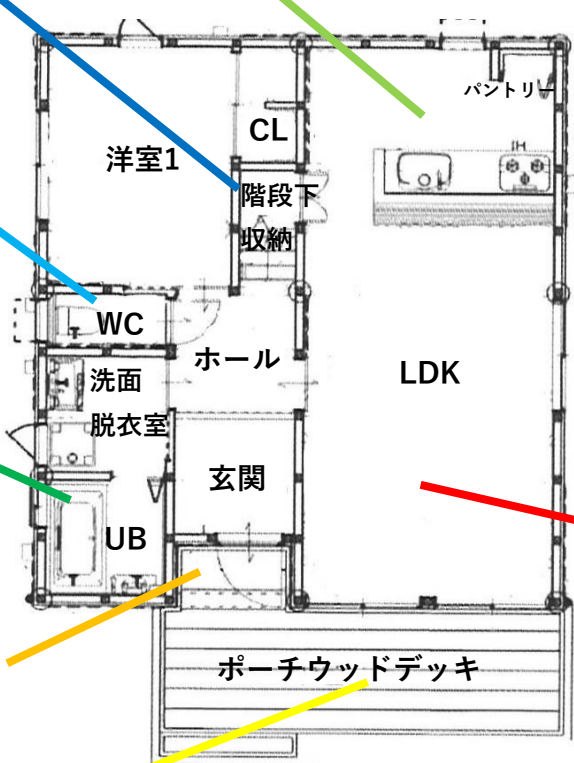 パントリー
CL
IH
洋室1
階段下
収納
WC
ホール
LDK
洗面
脱衣室
玄関
UB
ポーチウッドデッキ